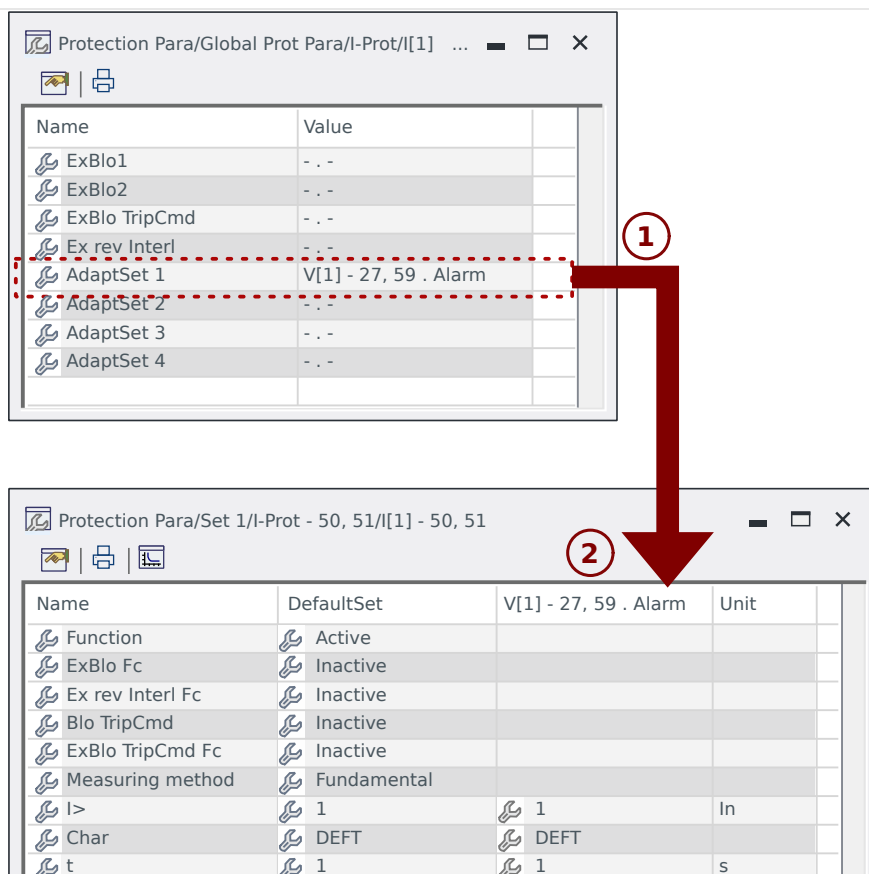 Protection Para/Global Prot Para/I-Prot/I[1] ...
Name Value
ExBlo1 - . -
ExBlo2 - . -
ExBlo TripCmd - . -
Ex rev Interl - . -
1
AdaptSet 1 V[1] - 27, 59 . Alarm
AdaptSet 2 - . -
AdaptSet 3 - . -
AdaptSet 4 - . -
Protection Para/Set 1/I-Prot - 50, 51/I[1] - 50, 51
2
Name DefaultSet V[1] - 27, 59 . Alarm Unit
Function Active
ExBlo Fc Inactive
Ex rev Interl Fc Inactive
Blo TripCmd Inactive
ExBlo TripCmd Fc Inactive
Measuring method Fundamental
I> 1 1 In
Char DEFT DEFT
t 1 1 s